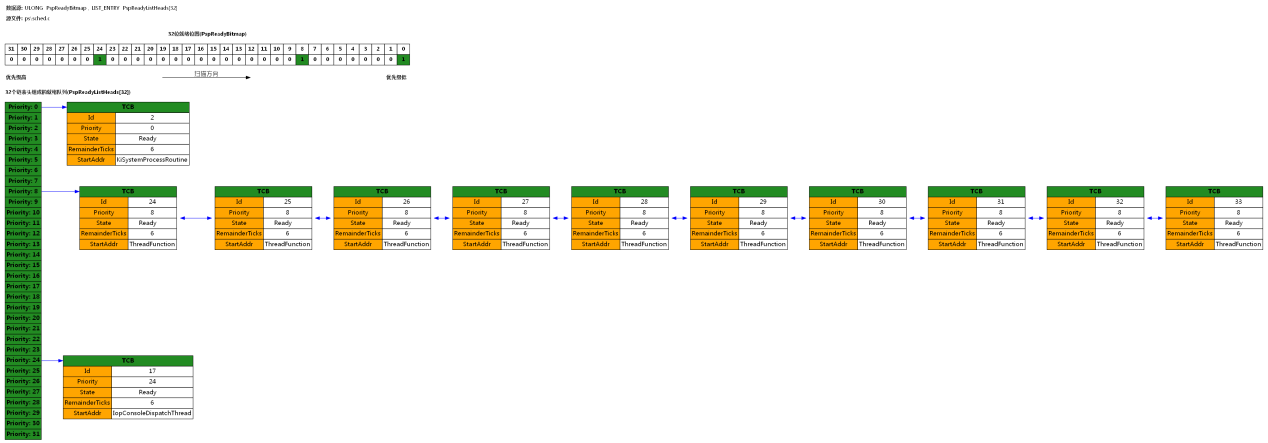 数据源: ULONG PspReadyBitmap 、LIST_ENTRY PspReadyListHeads[32]
源文件: ps\sched.c
32位就绪位图(PspReadyBitmap)
31 30 29 28 27 26 25 24 23 22 21 20 19 18 17 16 15 14 13 12 11 10 9 8 7 6 5 4 3 2 1 0
0 0 0 0 0 0 0 1 0 0 0 0 0 0 0 0 0 0 0 0 0 0 0 1 0 0 0 0 0 0 0 1
优先级高 扫描方向 优先级低
32个链表头组成的就绪队列(PspReadyListHeads[32])
Priority: 0 TCB
Priority: 1 Id 2
Priority: 2 Priority 0
Priority: 3 State Ready
Priority: 4 RemainderTicks 6
Priority: 5 StartAddr KiSystemProcessRoutine
Priority: 6
Priority: 7
Priority: 8 TCB TCB TCB TCB TCB TCB TCB TCB TCB TCB
Priority: 9 Id 24 Id 25 Id 26 Id 27 Id 28 Id 29 Id 30 Id 31 Id 32 Id 33
Priority: 10 Priority 8 Priority 8 Priority 8 Priority 8 Priority 8 Priority 8 Priority 8 Priority 8 Priority 8 Priority 8
Priority: 11 State Ready State Ready State Ready State Ready State Ready State Ready State Ready State Ready State Ready State Ready
Priority: 12 RemainderTicks 6 RemainderTicks 6 RemainderTicks 6 RemainderTicks 6 RemainderTicks 6 RemainderTicks 6 RemainderTicks 6 RemainderTicks 6 RemainderTicks 6 RemainderTicks 6
Priority: 13 StartAddr ThreadFunction StartAddr ThreadFunction StartAddr ThreadFunction StartAddr ThreadFunction StartAddr ThreadFunction StartAddr ThreadFunction StartAddr ThreadFunction StartAddr ThreadFunction StartAddr ThreadFunction StartAddr ThreadFunction
Priority: 14
Priority: 15
Priority: 16
Priority: 17
Priority: 18
Priority: 19
Priority: 20
Priority: 21
Priority: 22
Priority: 23
Priority: 24 TCB
Priority: 25 Id 17
Priority: 26 Priority 24
Priority: 27 State Ready
Priority: 28 RemainderTicks 6
Priority: 29 StartAddr IopConsoleDispatchThread
Priority: 30
Priority: 31